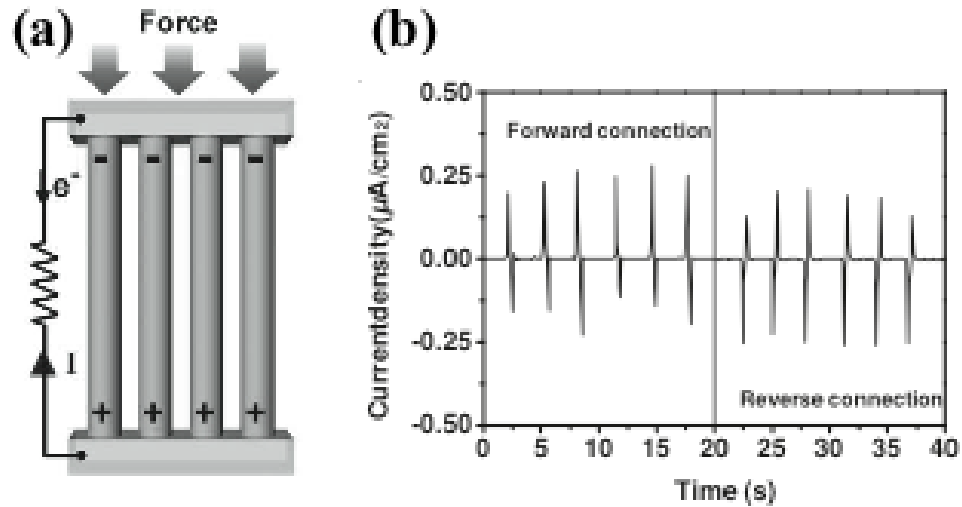 (a)
Force
- - - -
e-
I
+ + + +
(b)
Currentdensity(μA/cm2)
0.50
0.25
0.00
-0.25
-0.50
Forward connection
Reverse connection
0 5 10 15 20 25 30 35 40
Time (s)